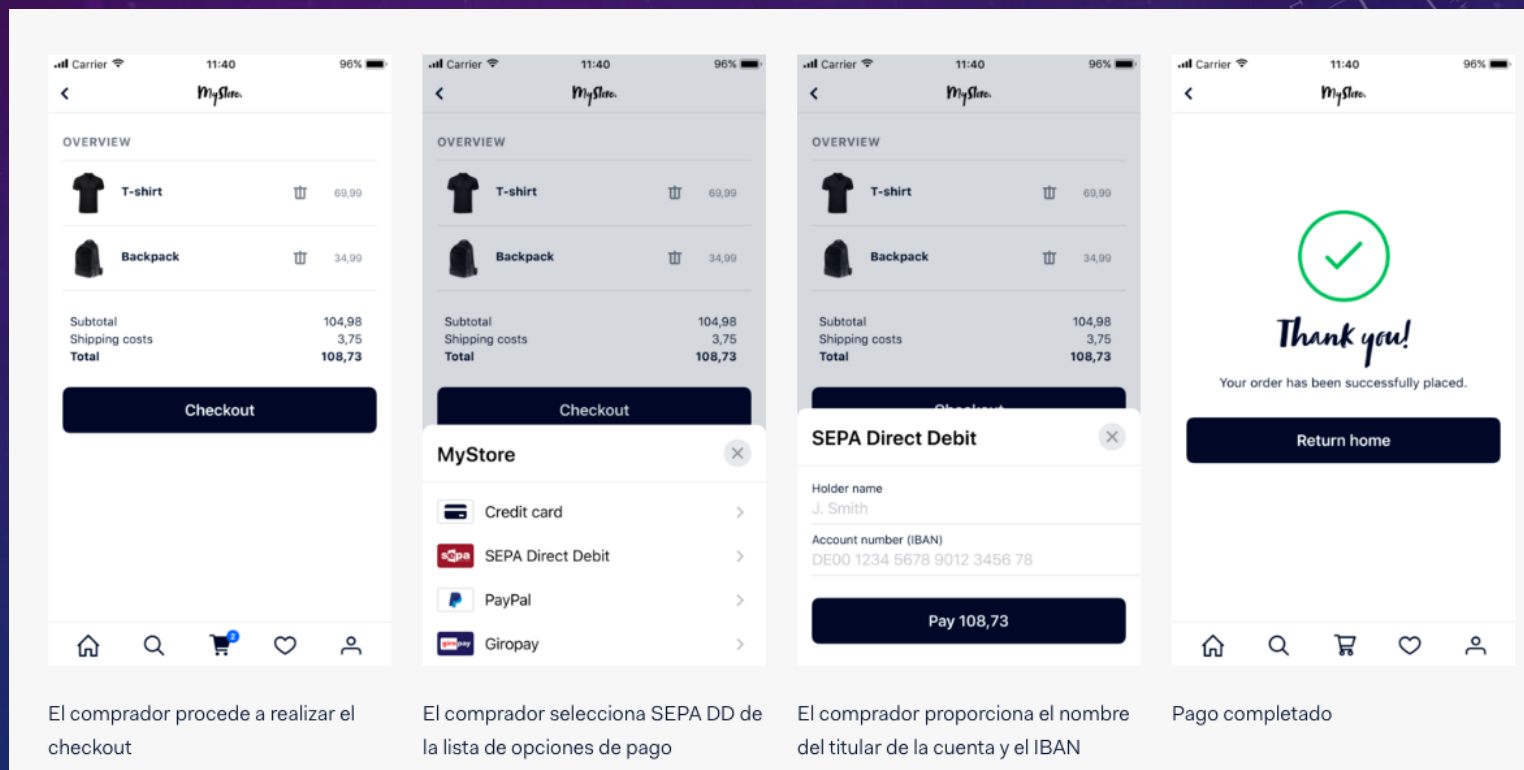 Carrier 11:40 96%
MyStore.
OVERVIEW
T-shirt 69,99
Backpack 34,99
Subtotal 104,98
Shipping costs 3,75
Total 108,73
Checkout
2
El comprador procede a realizar el
checkout
Carrier 11:40 96%
MyStore.
OVERVIEW
T-shirt 69,99
Backpack 34,99
Subtotal 104,98
Shipping costs 3,75
Total 108,73
Checkout
MyStore
Credit card
sepa SEPA Direct Debit
PayPal
giropay Giropay
El comprador selecciona SEPA DD de
la lista de opciones de pago
Carrier 11:40 96%
MyStore.
OVERVIEW
T-shirt 69,99
Backpack 34,99
Subtotal 104,98
Shipping costs 3,75
Total 108,73
Checkout
SEPA Direct Debit
Holder name
J. Smith
Account number (IBAN)
DE00 1234 5678 9012 3456 78
Pay 108,73
El comprador proporciona el nombre
del titular de la cuenta y el IBAN
Carrier 11:40 96%
MyStore.
Thank you!
Your order has been successfully placed.
Return home
Pago completado